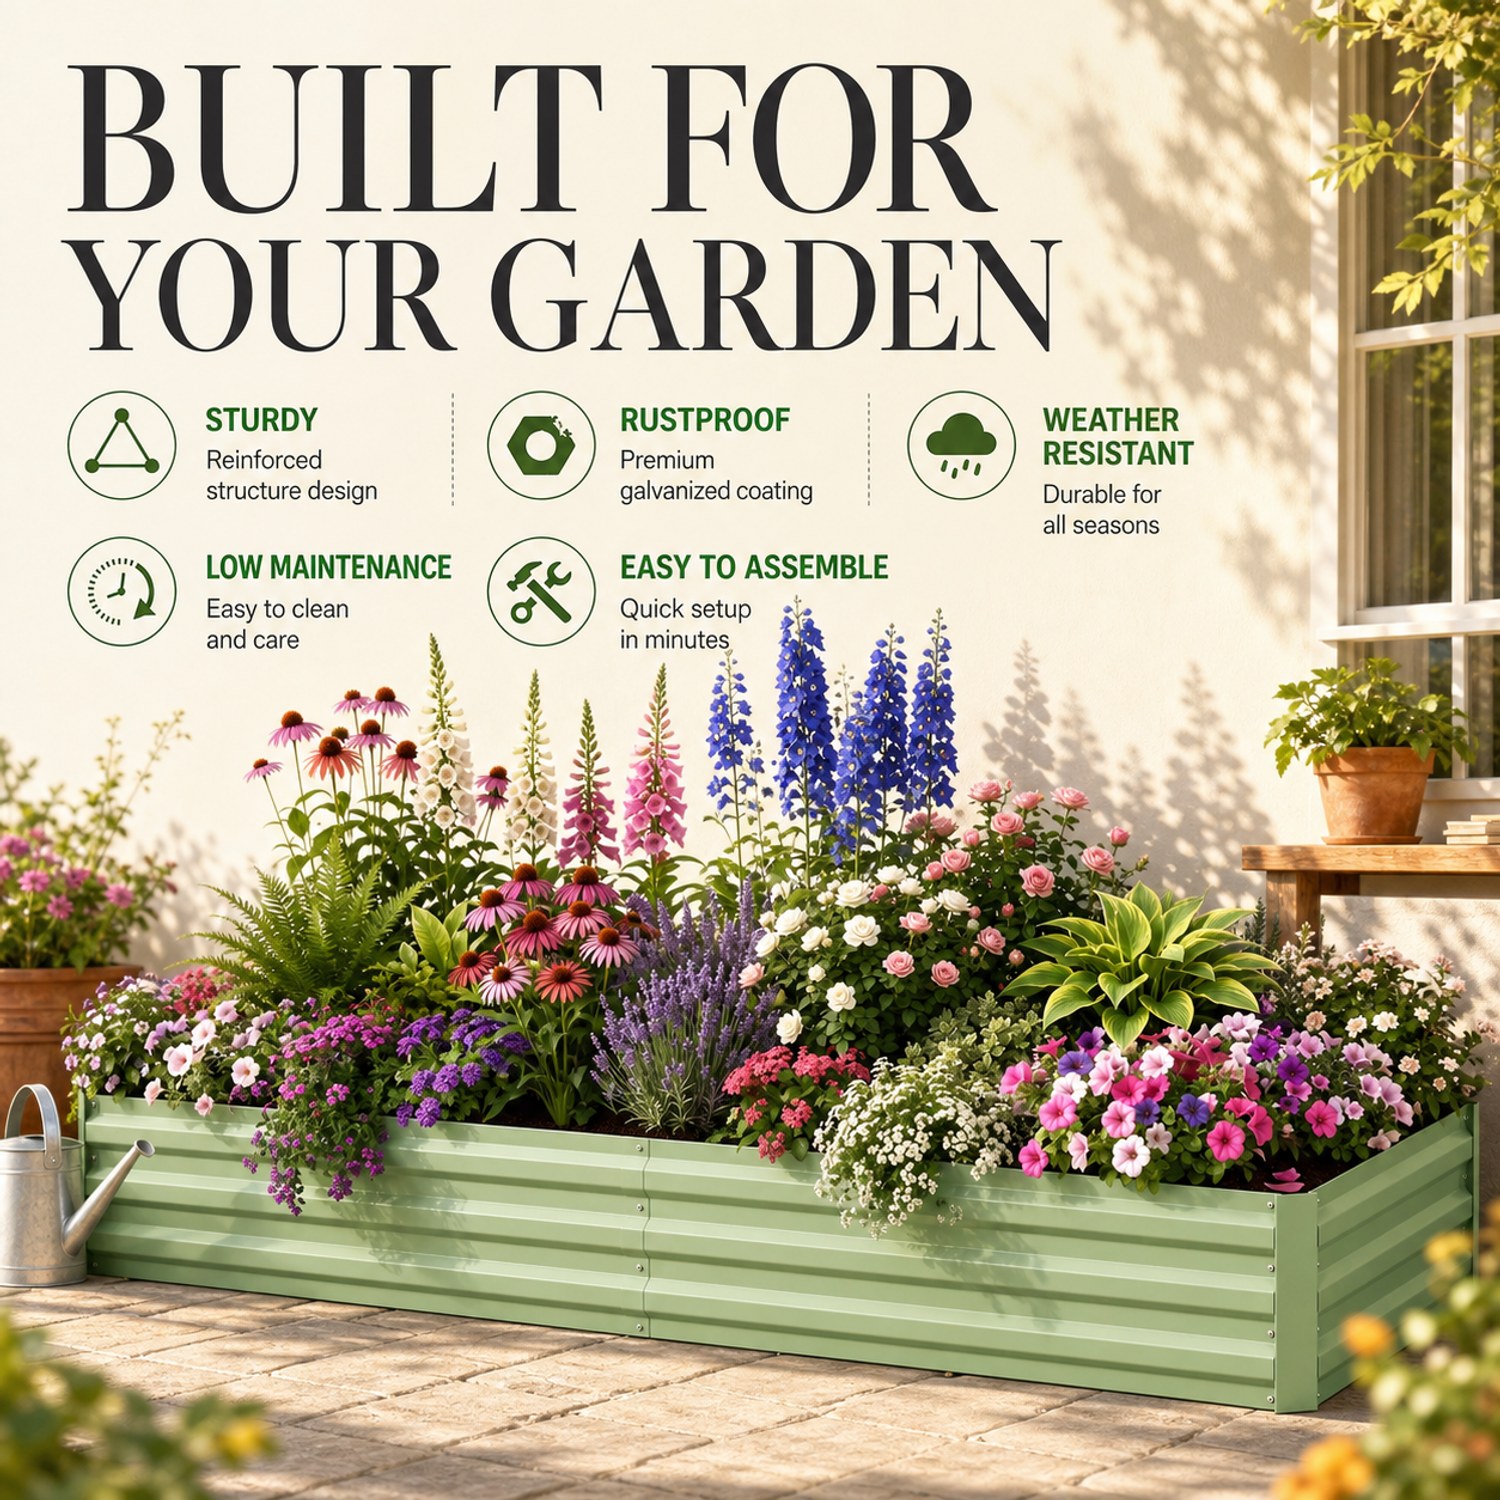 BUILT FOR
YOUR GARDEN
STURDY
Reinforced
structure design
RUSTPROOF
Premium
galvanized coating
WEATHER
RESISTANT
Durable for
all seasons
LOW MAINTENANCE
Easy to clean
and care
EASY TO ASSEMBLE
Quick setup
in minutes